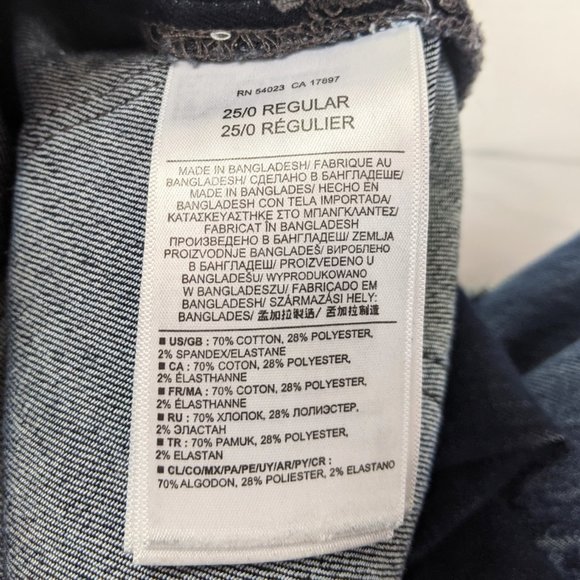 RN 54023 CA 17897
25/0 REGULAR
25/0 RÉGULIER
MADE IN BANGLADESH/ FABRIQUE AU
BANGLADESH/ СДЕЛАНО В БАНГЛАДЕШЕ/
MADE IN BANGLADES/ HECHO EN
BANGLADESH CON TELA IMPORTADA/
ΚΑΤΑΣΚΕΥΑΣΤΗΚΕ ΣΤΟ ΜΠΑΝΓΚΛΑΝΤΕΣ/
FABRICAT IN BANGLADESH/
ПРОИЗВЕДЕНО В БАНГЛАДЕШ/ ZEMLJA
PROIZVODNJE BANGLADEŠ/ ВИРОБЛЕНО
В БАНГЛАДЕШ/ PROIZVEDENO U
BANGLADEŠU/ WYPRODUKOWANO
W BANGLADESZU/ FABRICADO EM
BANGLADESH/ SZÁRMAZÁSI HELY:
BANGLADES/ 孟加拉製造/ 孟加拉制造
■ US/GB : 70% COTTON, 28% POLYESTER,
2% SPANDEX/ELASTANE
■ CA : 70% COTON, 28% POLYESTER,
2% ÉLASTHANNE
■ FR/MA : 70% COTON, 28% POLYESTER,
2% ÉLASTHANNE
■ RU : 70% ХЛОПОК, 28% ПОЛИЭСТЕР,
2% ЭЛАСТАН
■ TR : 70% PAMUK, 28% POLYESTER,
2% ELASTAN
■ CL/CO/MX/PA/PE/UY/AR/PY/CR :
70% ALGODON, 28% POLIESTER, 2% ELASTANO